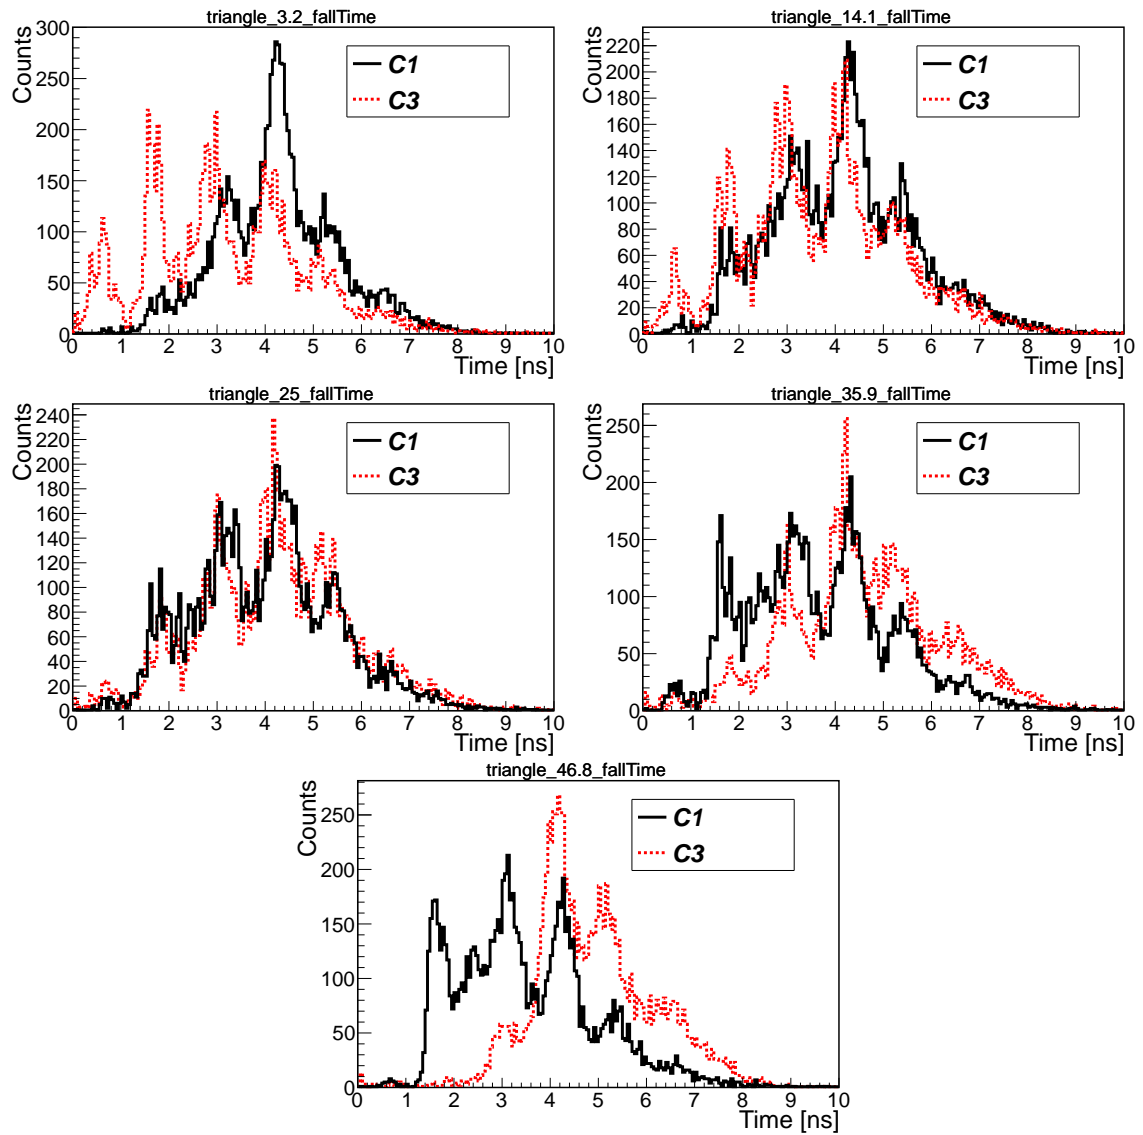 triangle_3.2_fallTime
Counts
300
250
200
150
100
50
0
C1
C3
0 1 2 3 4 5 6 7 8 9 10
Time [ns]
triangle_14.1_fallTime
Counts
220
200
180
160
140
120
100
80
60
40
20
0
C1
C3
0 1 2 3 4 5 6 7 8 9 10
Time [ns]
triangle_25_fallTime
Counts
240
220
200
180
160
140
120
100
80
60
40
20
0
C1
C3
0 1 2 3 4 5 6 7 8 9 10
Time [ns]
triangle_35.9_fallTime
Counts
250
200
150
100
50
0
C1
C3
0 1 2 3 4 5 6 7 8 9 10
Time [ns]
triangle_46.8_fallTime
Counts
250
200
150
100
50
0
C1
C3
0 1 2 3 4 5 6 7 8 9 10
Time [ns]